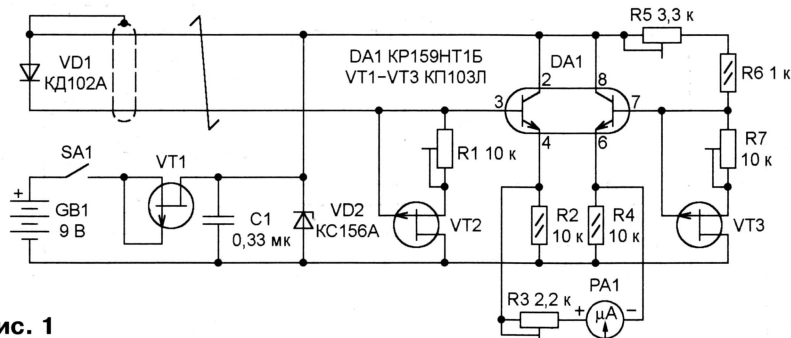 R5 3,3 к
VD1
КД102А
DA1 КР159НТ1Б
VT1–VT3 КП103Л
DA1
2
8
R6 1 к
3
7
4
6
R1 10 к
R7
10 к
SA1
VT1
+
GB1
9 В
C1
0,33 мк
VD2
КС156А
VT2
R2
10 к
R4
10 к
VT3
PA1
R3 2,2 к
+
μA
−
ис. 1